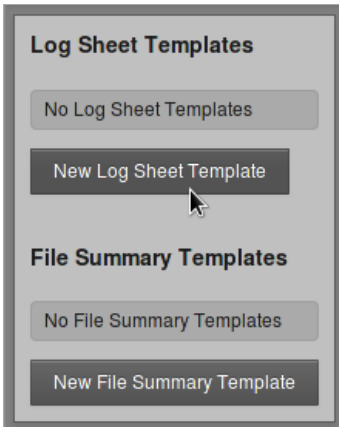 Log Sheet Templates
No Log Sheet Templates
New Log Sheet Template
File Summary Templates
No File Summary Templates
New File Summary Template